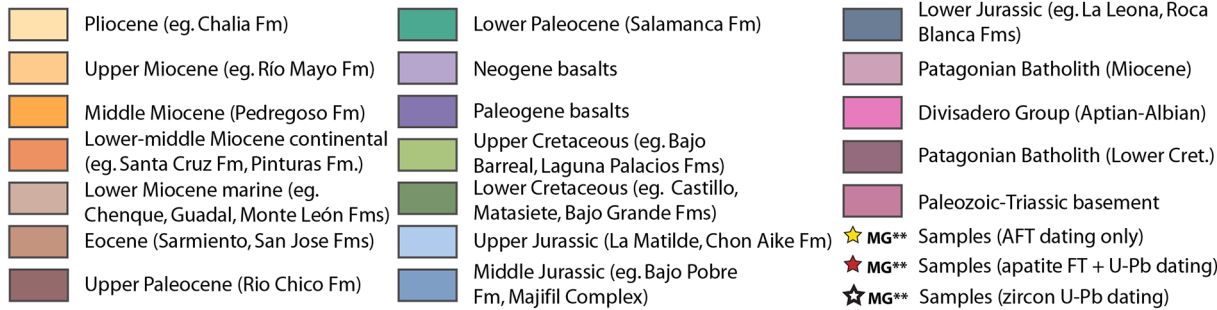 Pliocene (eg. Chalia Fm)
Upper Miocene (eg. Río Mayo Fm)
Middle Miocene (Pedregoso Fm)
Lower-middle Miocene continental
(eg. Santa Cruz Fm, Pinturas Fm.)
Lower Miocene marine (eg.
Chenque, Guadal, Monte León Fms)
Eocene (Sarmiento, San Jose Fms)
Upper Paleocene (Rio Chico Fm)
Lower Paleocene (Salamanca Fm)
Neogene basalts
Paleogene basalts
Upper Cretaceous (eg. Bajo
Barreal, Laguna Palacios Fms)
Lower Cretaceous (eg. Castillo,
Matasiete, Bajo Grande Fms)
Upper Jurassic (La Matilde, Chon Aike Fm)
Middle Jurassic (eg. Bajo Pobre
Fm, Majifil Complex)
Lower Jurassic (eg. La Leona, Roca
Blanca Fms)
Patagonian Batholith (Miocene)
Divisadero Group (Aptian-Albian)
Patagonian Batholith (Lower Cret.)
Paleozoic-Triassic basement
MG** Samples (AFT dating only)
MG** Samples (apatite FT + U-Pb dating)
MG** Samples (zircon U-Pb dating)